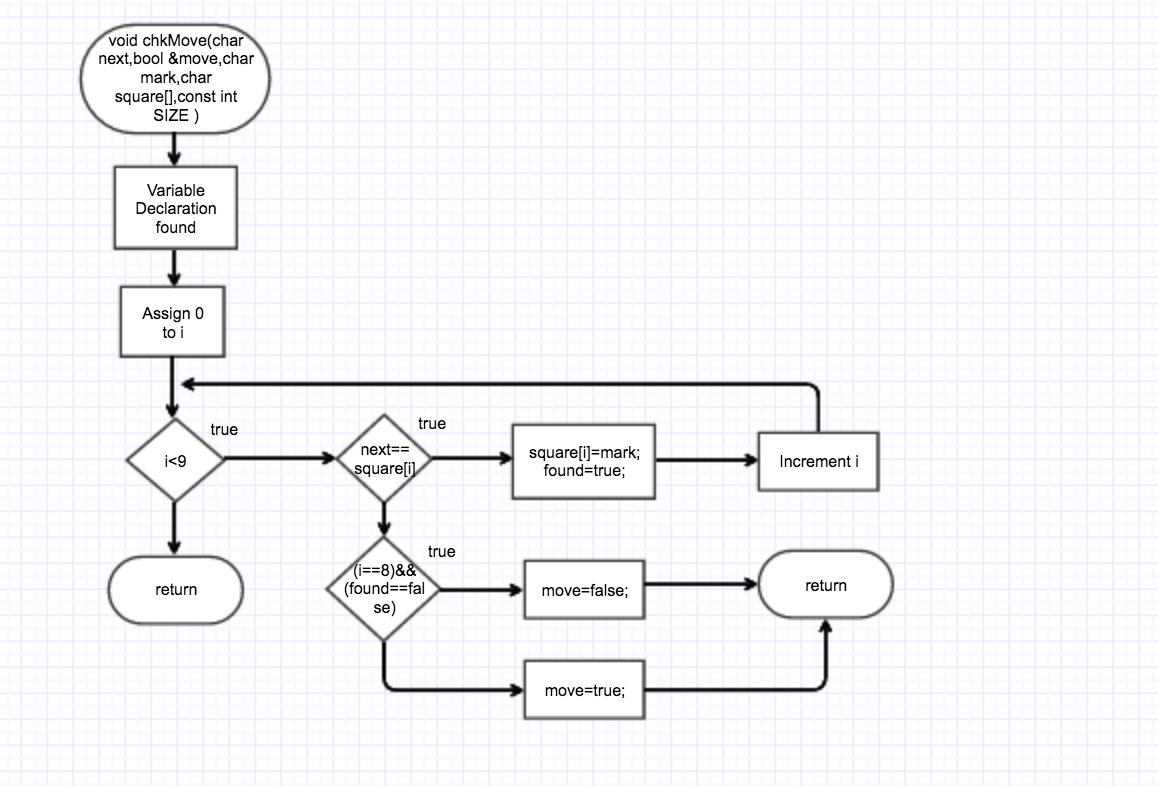 void chkMove(char
next,bool &move,char
mark,char
square[],const int
SIZE )
Variable
Declaration
found
Assign 0
to i
i<9
true
next==
square[i]
true
square[i]=mark;
found=true;
Increment i
return
(i==8)&&
(found==fal
se)
true
move=false;
return
move=true;